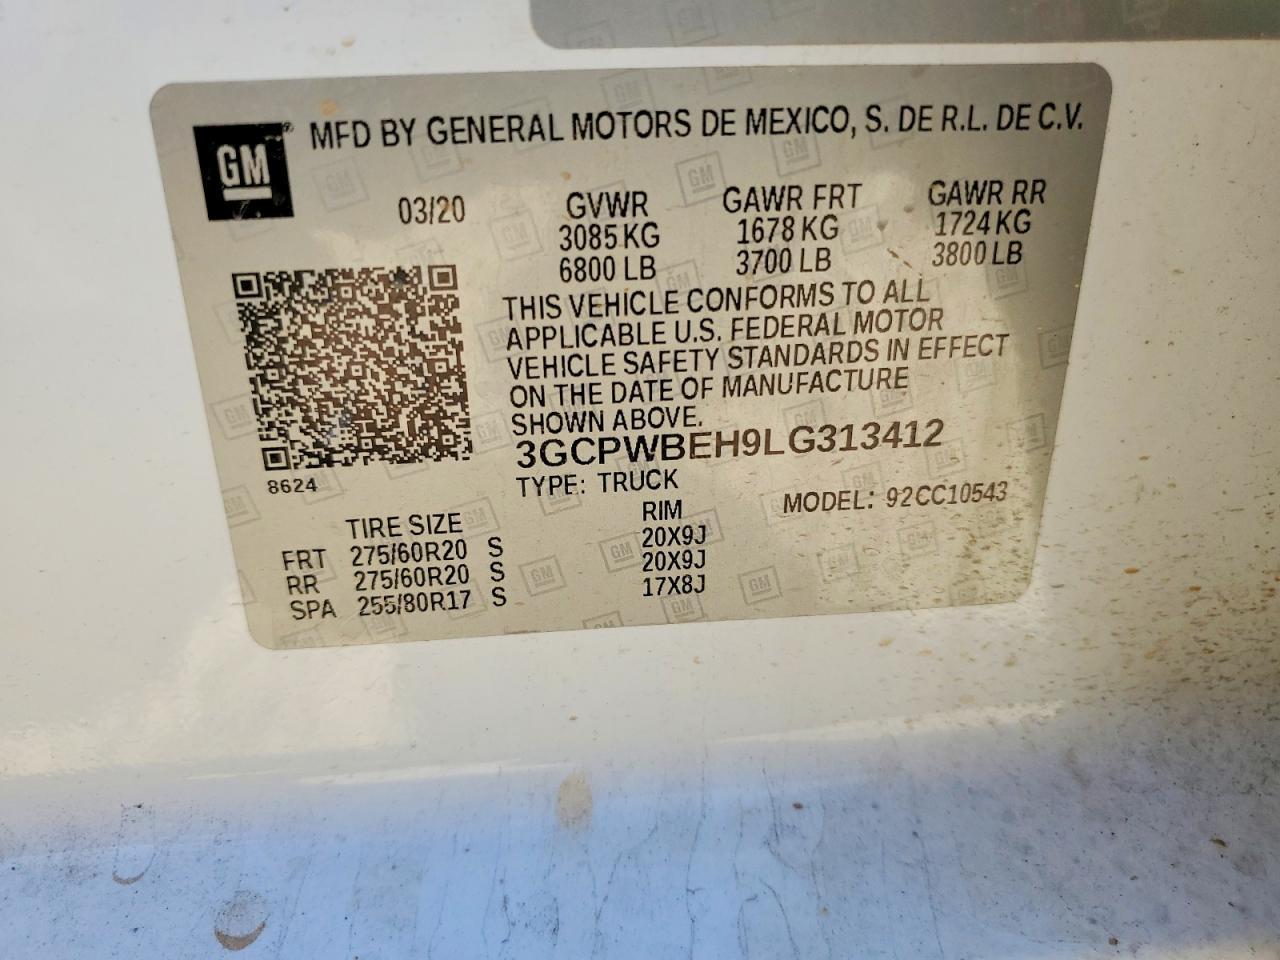 GM
MFD BY GENERAL MOTORS DE MEXICO, S. DE R.L. DE C.V.
03/20
GVWR GAWR FRT GAWR RR
3085 KG 1678 KG 1724 KG
6800 LB 3700 LB 3800 LB
THIS VEHICLE CONFORMS TO ALL
APPLICABLE U.S. FEDERAL MOTOR
VEHICLE SAFETY STANDARDS IN EFFECT
ON THE DATE OF MANUFACTURE
SHOWN ABOVE.
3GCPWBEH9LG313412
8624
TYPE: TRUCK
MODEL: 92CC10543
TIRE SIZE RIM
FRT 275/60R20 S 20X9J
RR 275/60R20 S 20X9J
SPA 255/80R17 S 17X8J